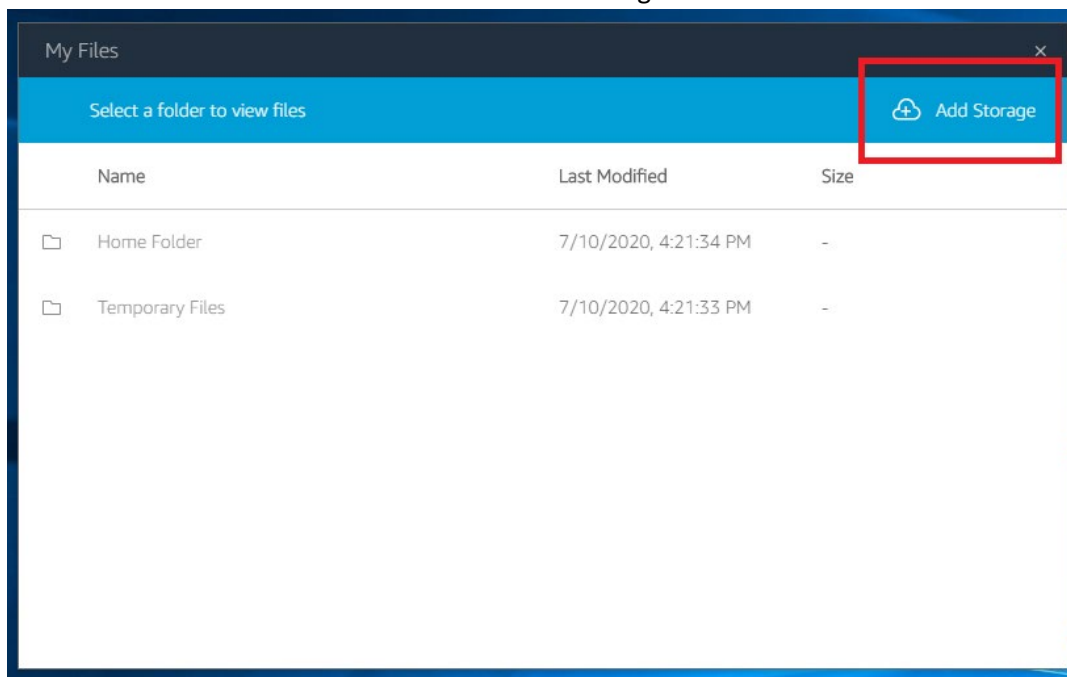 My Files ×
Select a folder to view files Add Storage
Name Last Modified Size
Home Folder 7/10/2020, 4:21:34 PM -
Temporary Files 7/10/2020, 4:21:33 PM -